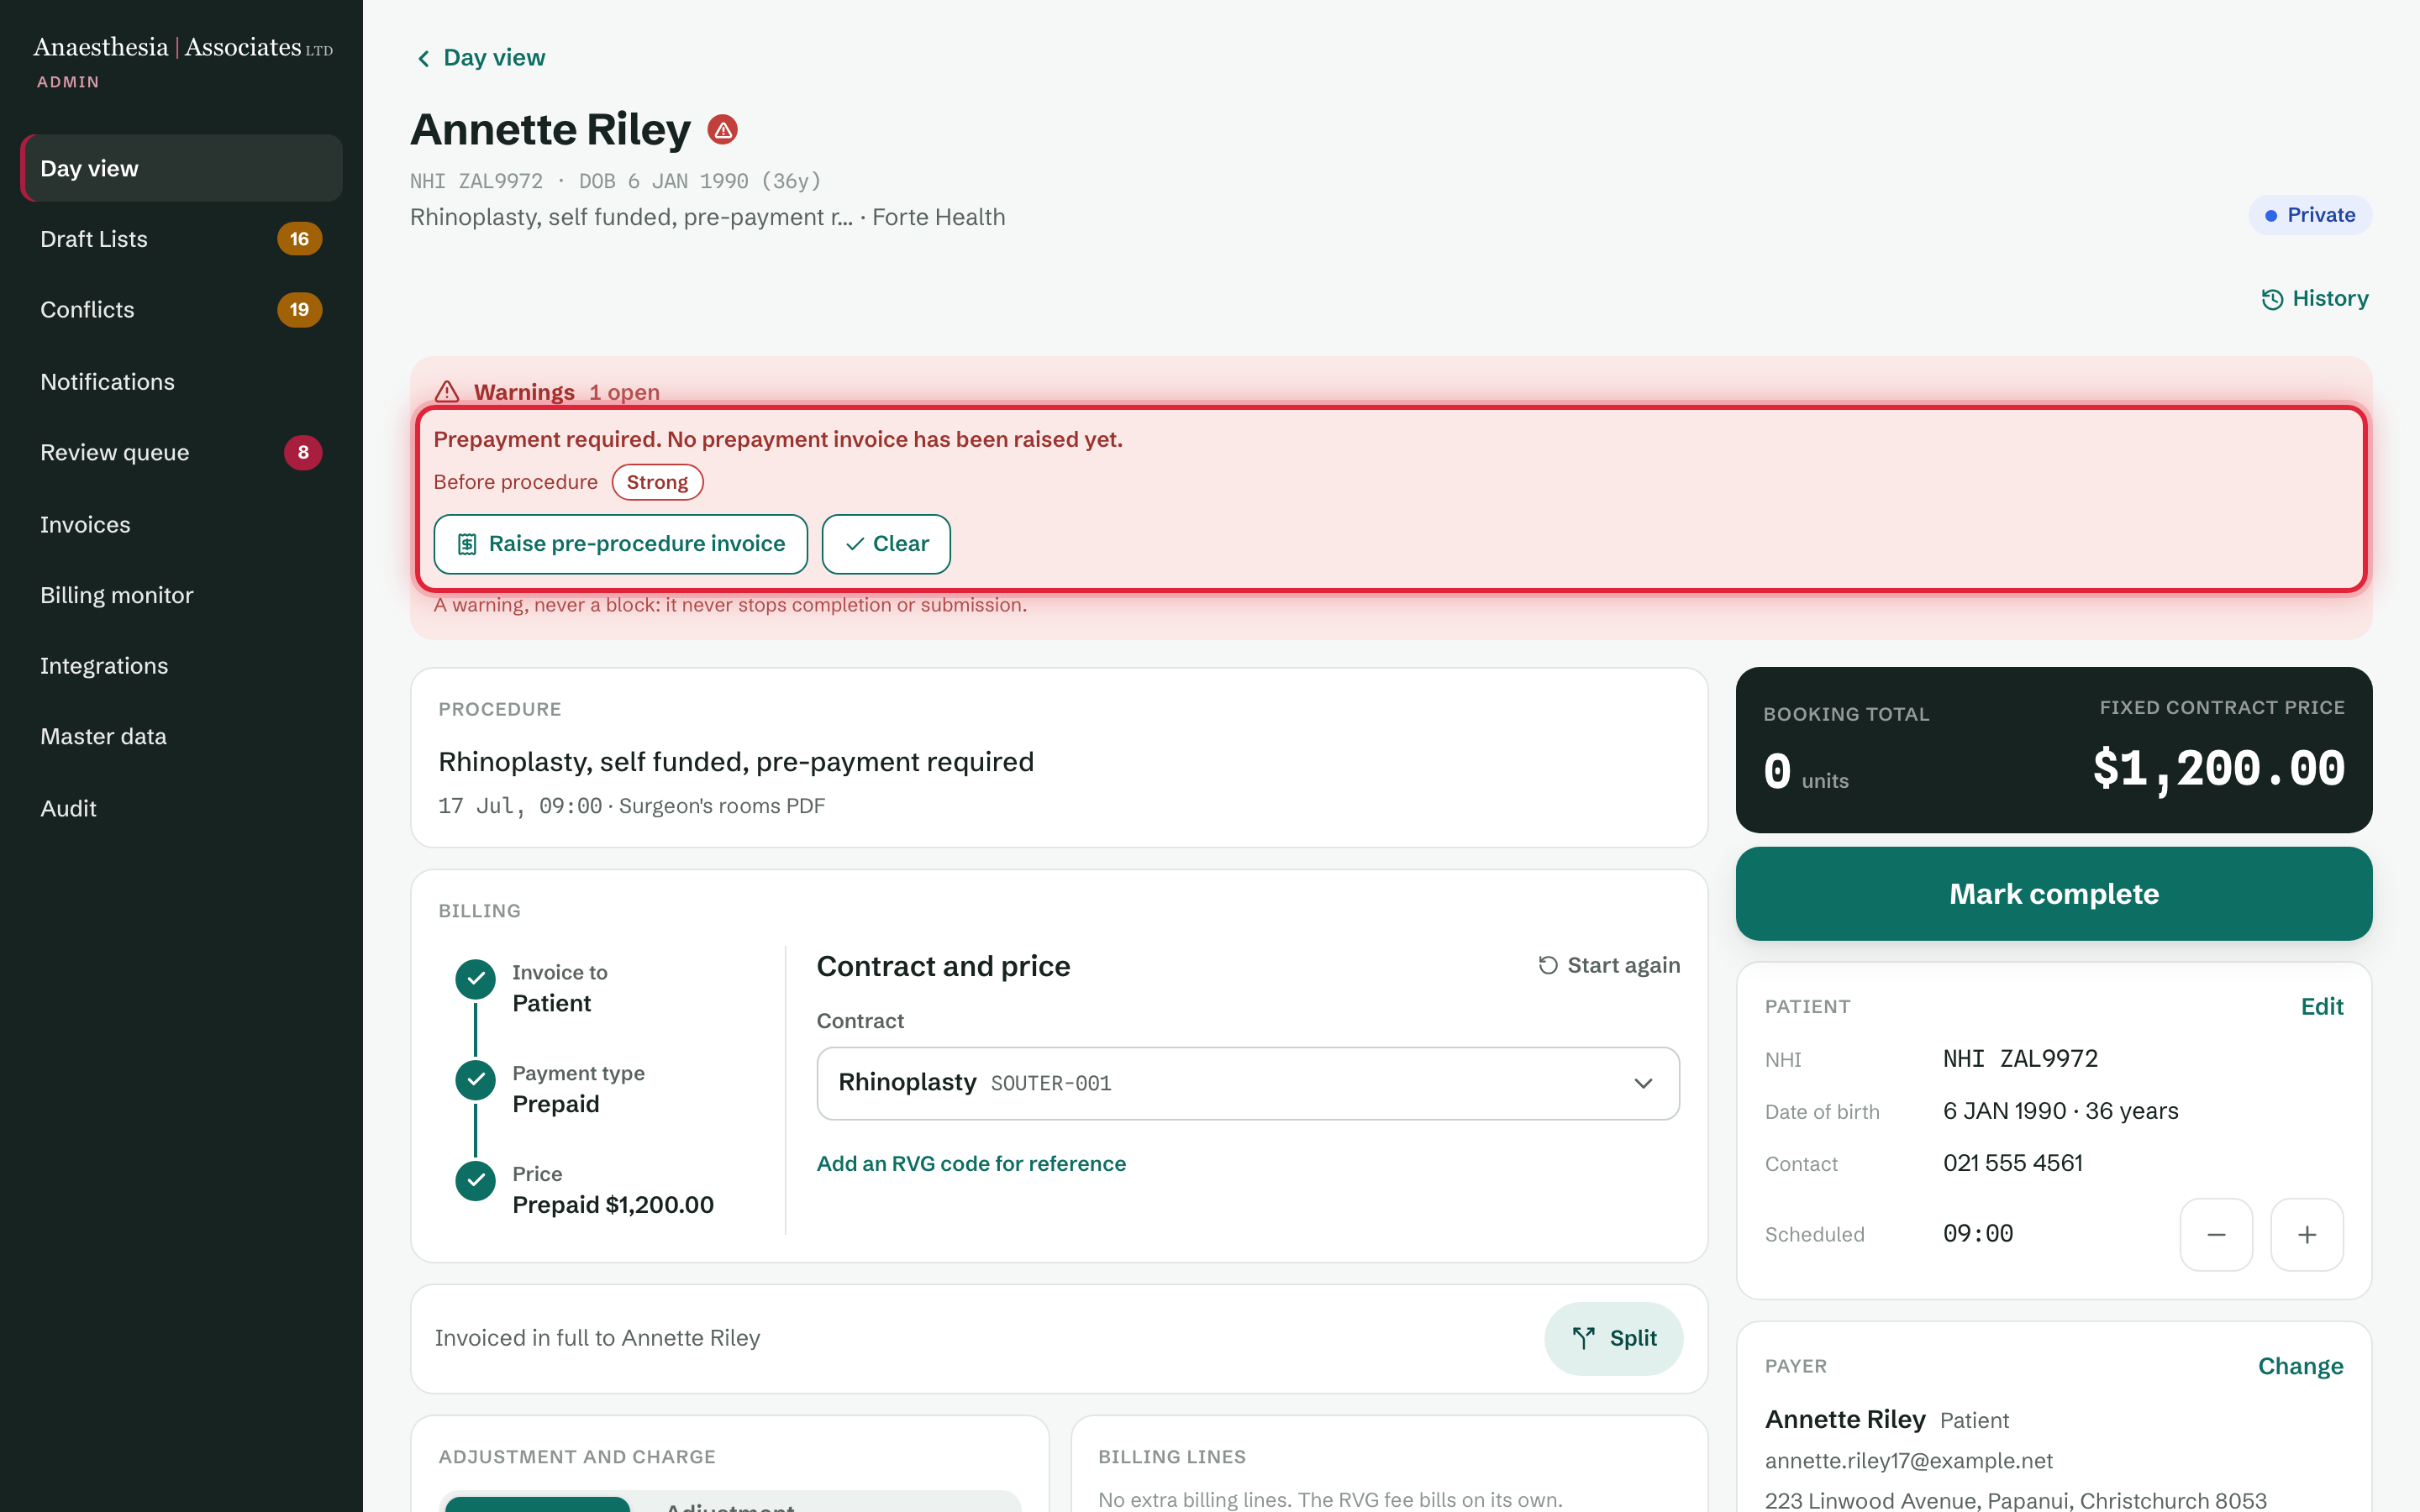 Anaesthesia | Associates LTD
ADMIN
Day view
Draft Lists 16
Conflicts 19
Notifications
Review queue 8
Invoices
Billing monitor
Integrations
Master data
Audit
Day view
Annette Riley
NHI ZAL9972 · DOB 6 JAN 1990 (36y)
Rhinoplasty, self funded, pre-payment r... · Forte Health
Private
History
Warnings 1 open
Prepayment required. No prepayment invoice has been raised yet.
Before procedure Strong
Raise pre-procedure invoice Clear
A warning, never a block: it never stops completion or submission.
PROCEDURE
Rhinoplasty, self funded, pre-payment required
17 Jul, 09:00 · Surgeon's rooms PDF
BILLING
Invoice to
Patient
Payment type
Prepaid
Price
Prepaid $1,200.00
Contract and price Start again
Contract
Rhinoplasty SOUTER-001
Add an RVG code for reference
Invoiced in full to Annette Riley Split
ADJUSTMENT AND CHARGE
Adjustment
BILLING LINES
No extra billing lines. The RVG fee bills on its own.
BOOKING TOTAL FIXED CONTRACT PRICE
0 units $1,200.00
Mark complete
PATIENT Edit
NHI NHI ZAL9972
Date of birth 6 JAN 1990 · 36 years
Contact 021 555 4561
Scheduled 09:00 − +
PAYER Change
Annette Riley Patient
annette.riley17@example.net
223 Linwood Avenue, Papanui, Christchurch 8053